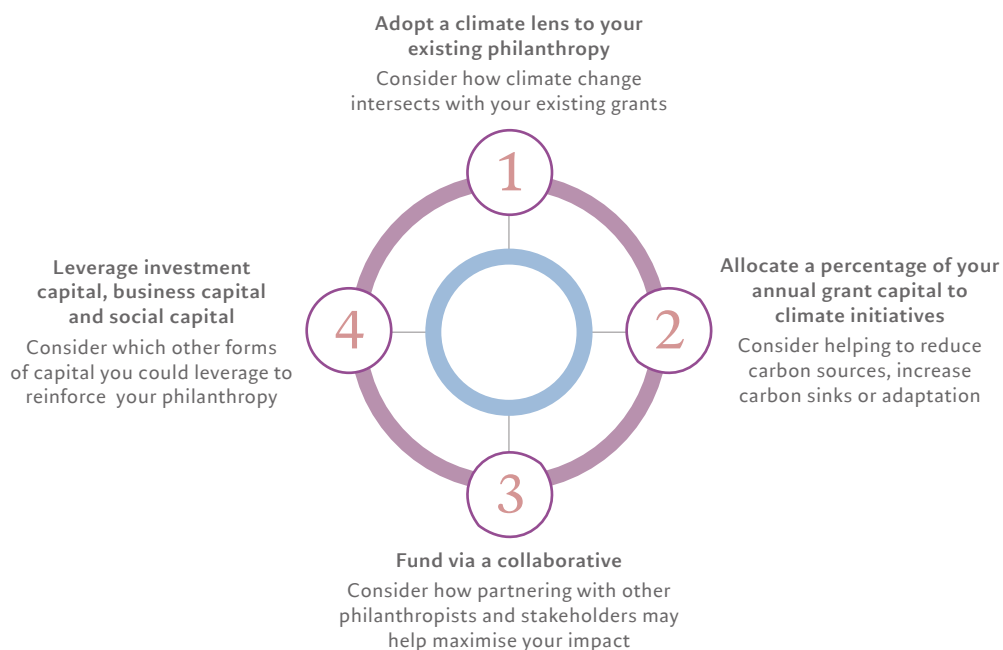 Adopt a climate lens to your
existing philanthropy
Consider how climate change
intersects with your existing grants
1
Allocate a percentage of your
annual grant capital to
climate initiatives
Consider helping to reduce
carbon sources, increase
carbon sinks or adaptation
2
3
Fund via a collaborative
Consider how partnering with other
philanthropists and stakeholders may
help maximise your impact
Leverage investment
capital, business capital
and social capital
Consider which other forms
of capital you could leverage to
reinforce your philanthropy
4